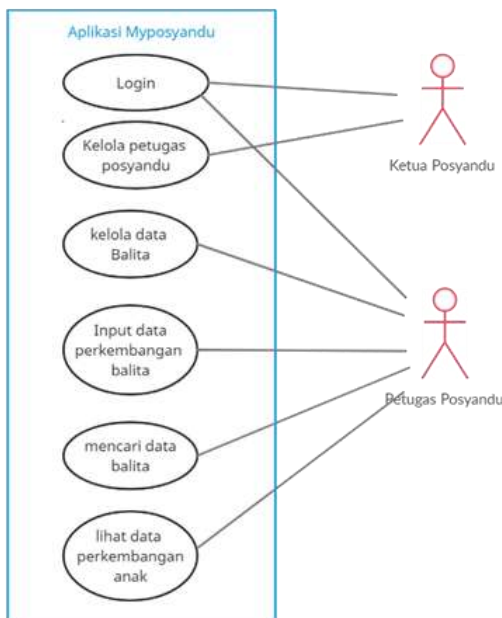 Aplikasi Myposyandu
Login
Kelola petugas
posyandu
kelola data
Balita
Input data
perkembangan
balita
mencari data
balita
lihat data
perkembangan
anak
Ketua Posyandu
Petugas Posyandu